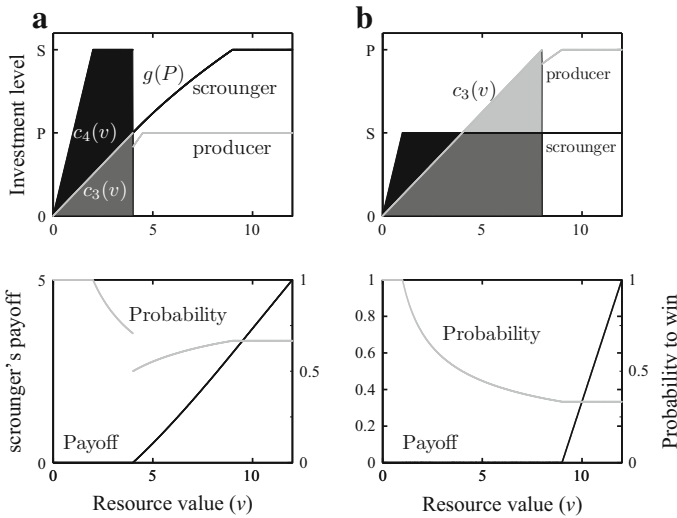 a
b
Investment level
S
P
0
c₄(v)
c₃(v)
g(P)
scrounger
producer
0
5
10
P
S
0
c₃(v)
producer
scrounger
0
5
10
scrounger's payoff
5
0
Probability
Payoff
1
0.5
0
0
5
10
Resource value (v)
1
0.8
0.6
0.4
0.2
0
Probability
Payoff
1
0.5
0
0
5
10
Resource value (v)
Probability to win